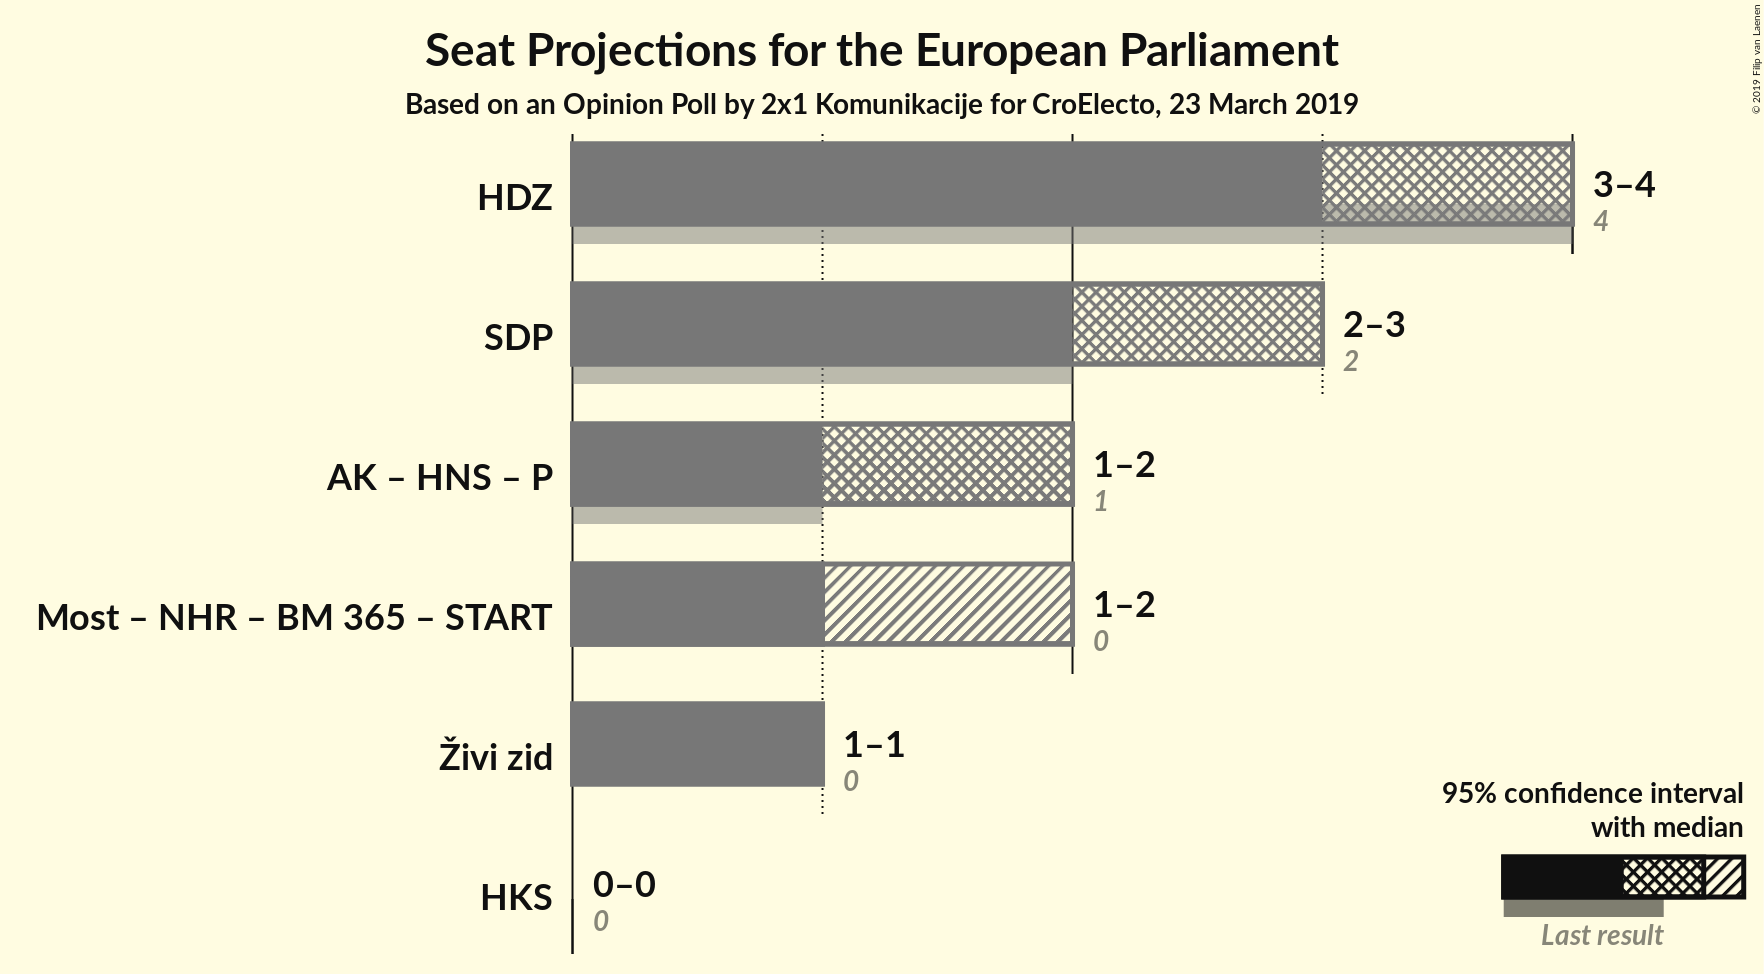 Seat Projections for the European Parliament
Based on an Opinion Poll by 2x1 Komunikacije for CroElecto, 23 March 2019
© 2019 Filip van Laenen
HDZ
3–4
4
SDP
2–3
2
AK – HNS – P
1–2
1
Most – NHR – BM 365 – START
1–2
0
Živi zid
1–1
0
HKS
0–0
0
95% confidence interval
with median
Last result